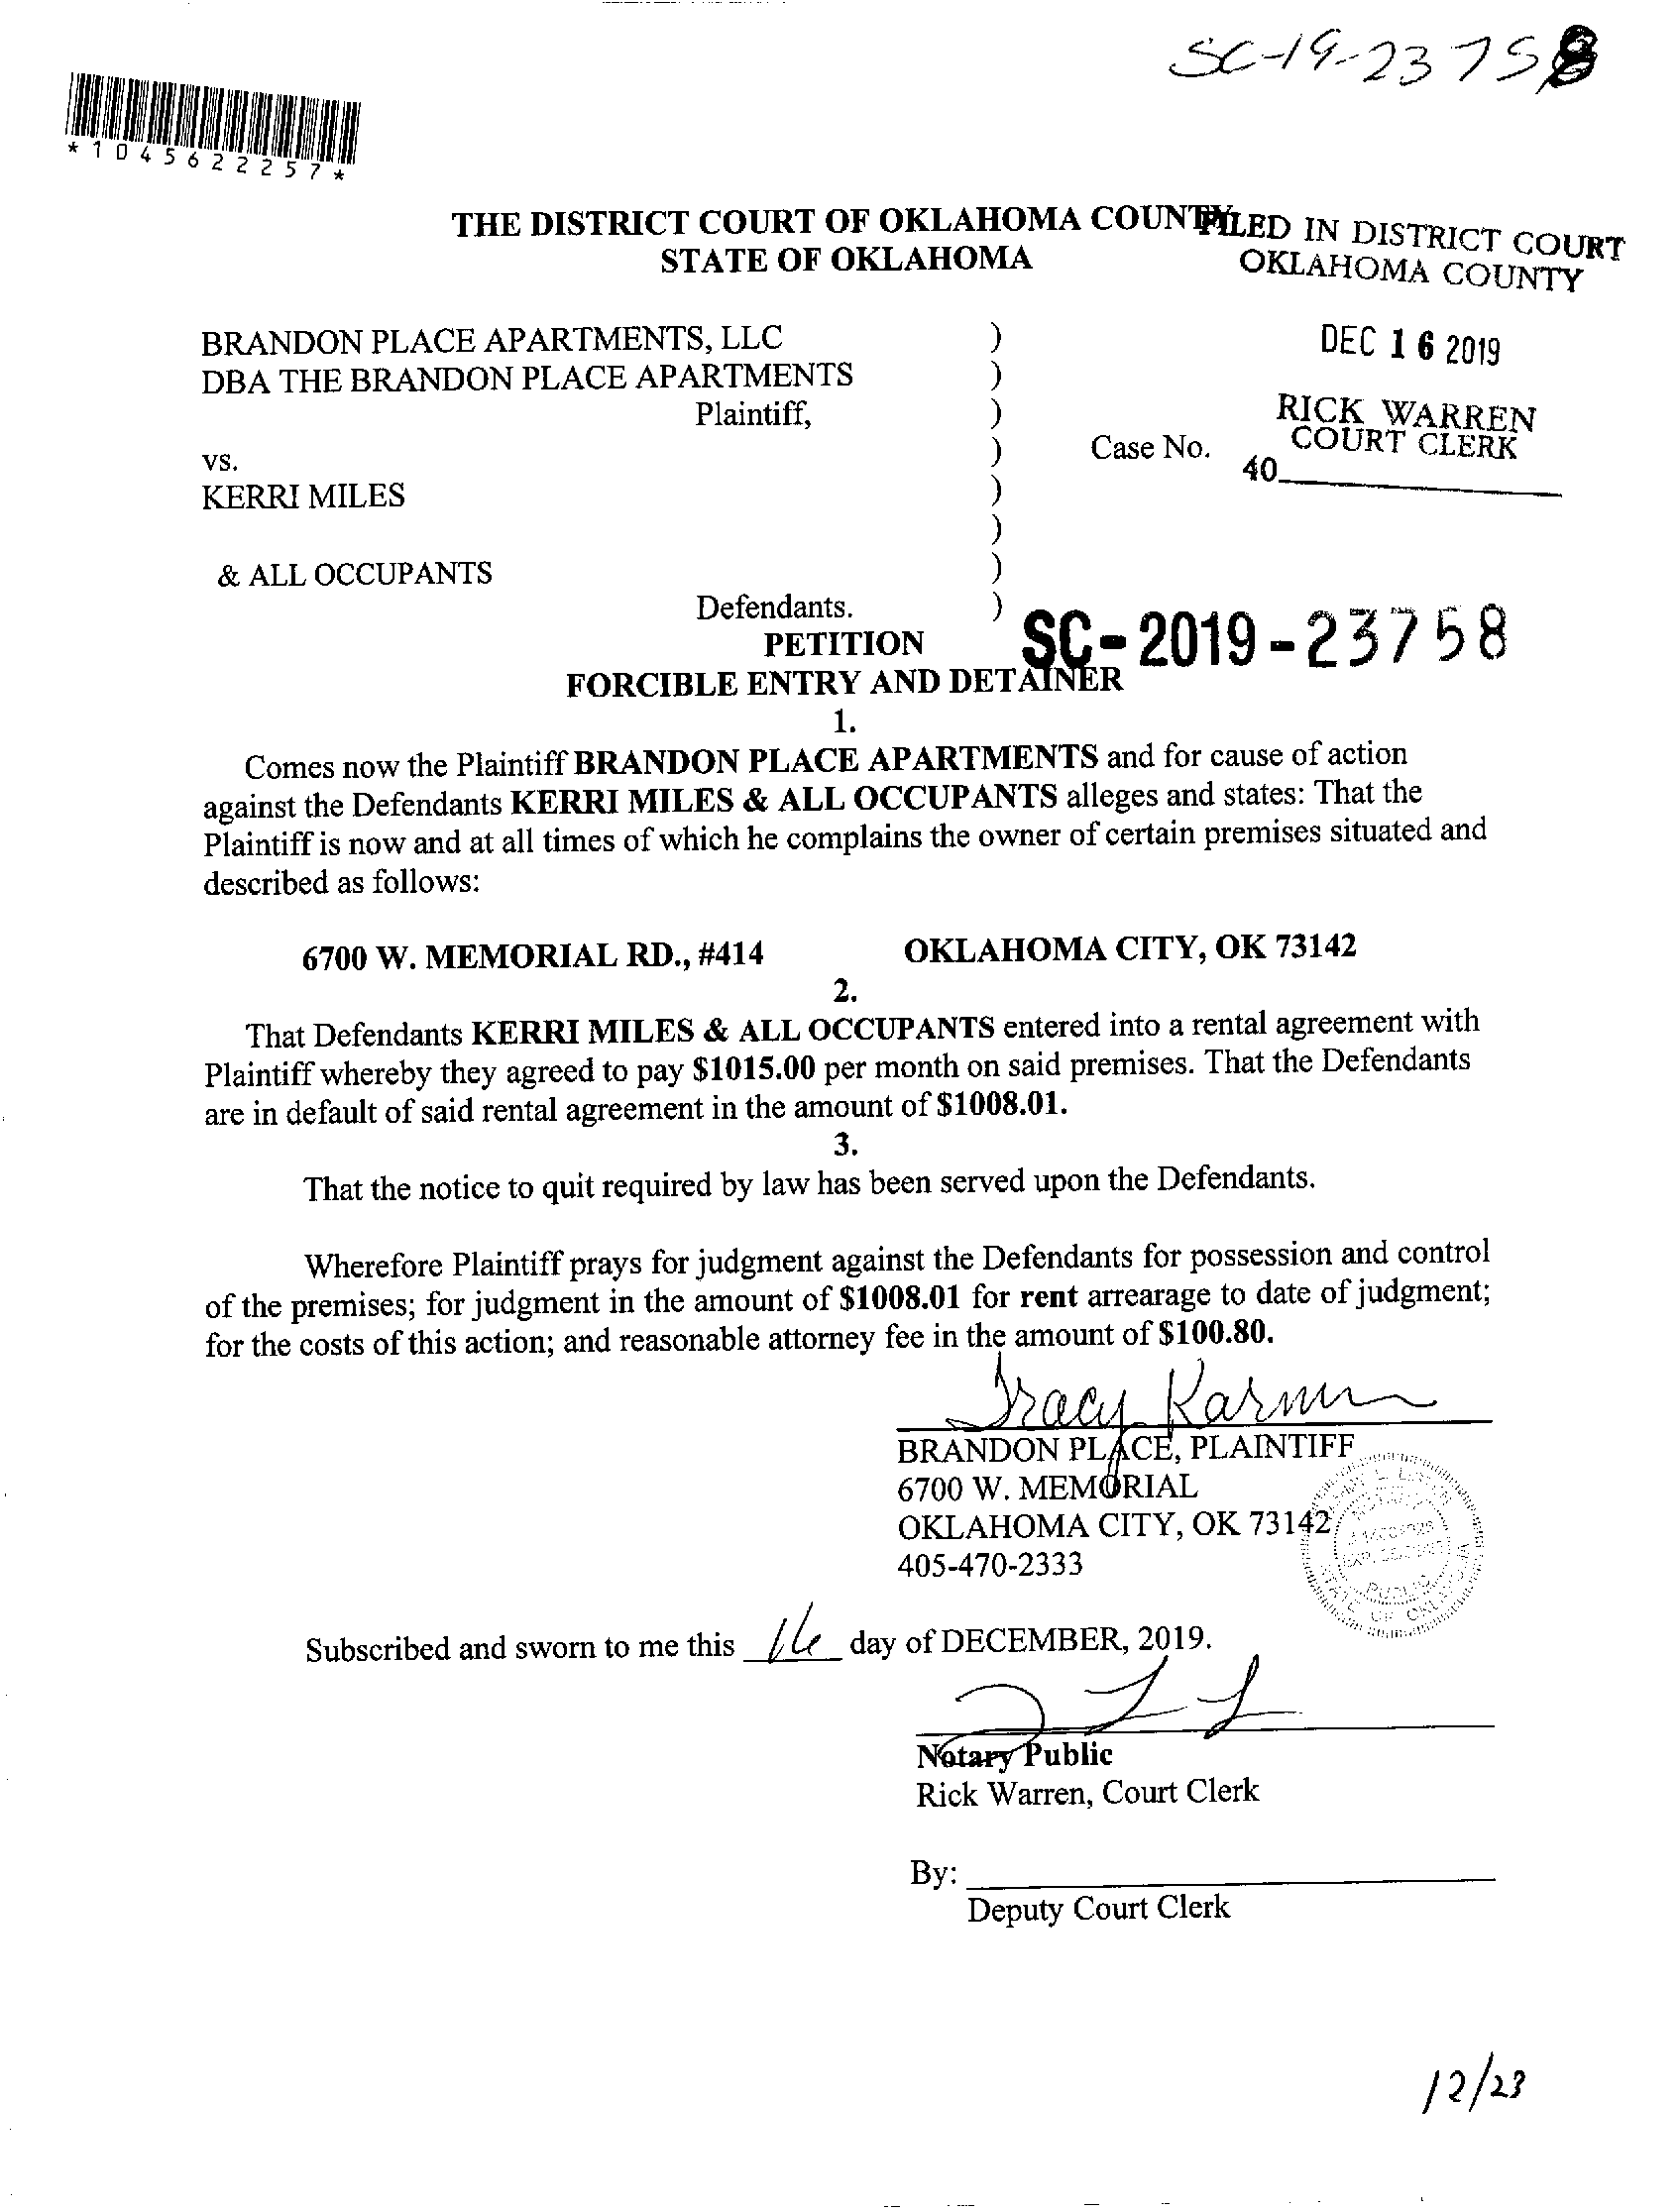 SC-19-23758
*1045622257*
THE DISTRICT COURT OF OKLAHOMA COUNTY
STATE OF OKLAHOMA
FILED IN DISTRICT COURT
OKLAHOMA COUNTY
DEC 16 2019
RICK WARREN
COURT CLERK
40
BRANDON PLACE APARTMENTS, LLC )
DBA THE BRANDON PLACE APARTMENTS )
Plaintiff, )
vs. ) Case No.
KERRI MILES )
)
& ALL OCCUPANTS )
Defendants. )
SC-2019-23758
PETITION
FORCIBLE ENTRY AND DETAINER
1.
Comes now the Plaintiff BRANDON PLACE APARTMENTS and for cause of action
against the Defendants KERRI MILES & ALL OCCUPANTS alleges and states: That the
Plaintiff is now and at all times of which he complains the owner of certain premises situated and
described as follows:
6700 W. MEMORIAL RD., #414 OKLAHOMA CITY, OK 73142
2.
That Defendants KERRI MILES & ALL OCCUPANTS entered into a rental agreement with
Plaintiff whereby they agreed to pay $1015.00 per month on said premises. That the Defendants
are in default of said rental agreement in the amount of $1008.01.
3.
That the notice to quit required by law has been served upon the Defendants.
Wherefore Plaintiff prays for judgment against the Defendants for possession and control
of the premises; for judgment in the amount of $1008.01 for rent arrearage to date of judgment;
for the costs of this action; and reasonable attorney fee in the amount of $100.80.
Tracy
BRANDON PLACE, PLAINTIFF
6700 W. MEMORIAL
OKLAHOMA CITY, OK 73142
405-470-2333
PUBLIC
Subscribed and sworn to me this 16 day of DECEMBER, 2019.
Notary Public
Rick Warren, Court Clerk
By:
Deputy Court Clerk
12/23